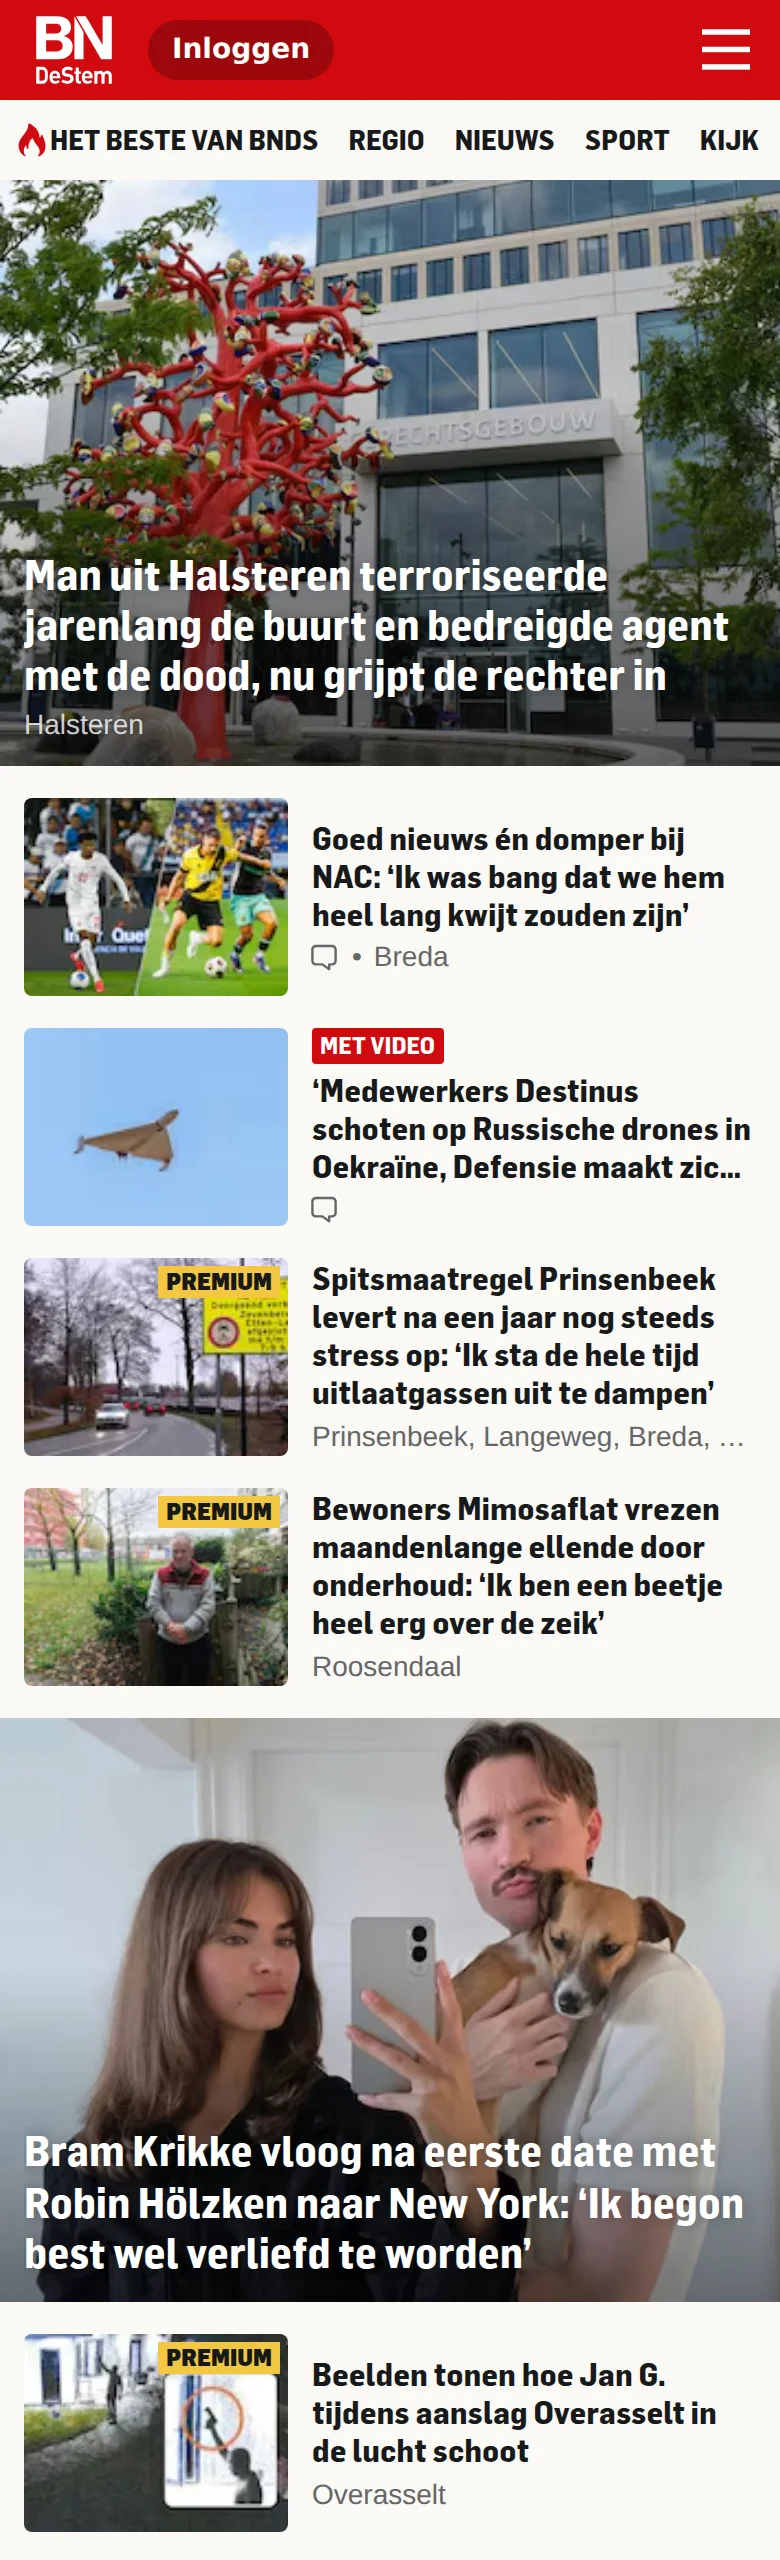 BN
DeStem
Inloggen
HET BESTE VAN BNDS REGIO NIEUWS SPORT KIJK
RECHTSGEBOUW
Man uit Halsteren terroriseerde
jarenlang de buurt en bedreigde agent
met de dood, nu grijpt de rechter in
Halsteren
Goed nieuws én domper bij
NAC: ‘Ik was bang dat we hem
heel lang kwijt zouden zijn’
• Breda
MET VIDEO
‘Medewerkers Destinus
schoten op Russische drones in
Oekraïne, Defensie maakt zic...
PREMIUM
Spitsmaatregel Prinsenbeek
levert na een jaar nog steeds
stress op: ‘Ik sta de hele tijd
uitlaatgassen uit te dampen’
Prinsenbeek, Langeweg, Breda, ...
PREMIUM
Bewoners Mimosaflat vrezen
maandenlange ellende door
onderhoud: ‘Ik ben een beetje
heel erg over de zeik’
Roosendaal
Bram Krikke vloog na eerste date met
Robin Hölzken naar New York: ‘Ik begon
best wel verliefd te worden’
PREMIUM
Beelden tonen hoe Jan G.
tijdens aanslag Overasselt in
de lucht schoot
Overasselt